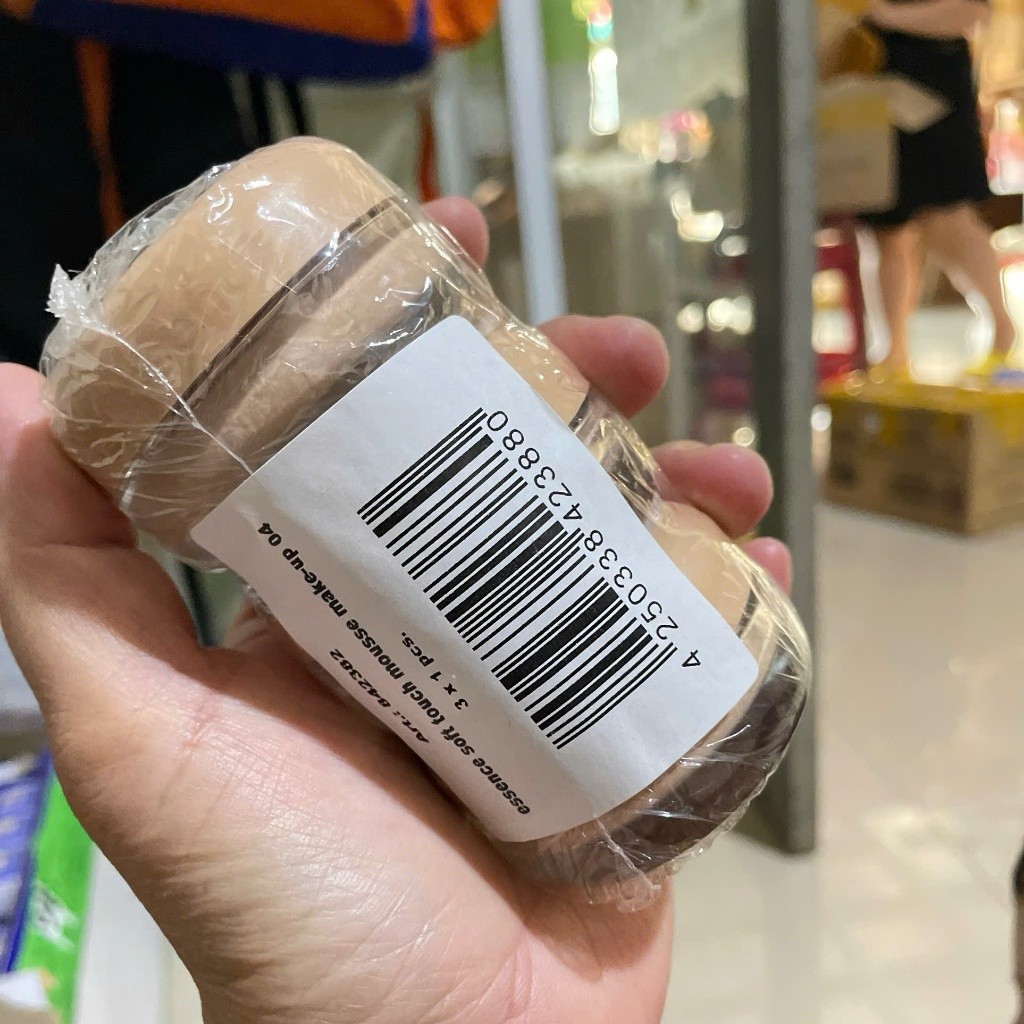 4 250338 423880
3 x 1 pcs.
essence soft touch mousse make-up 04
Art.: 842382